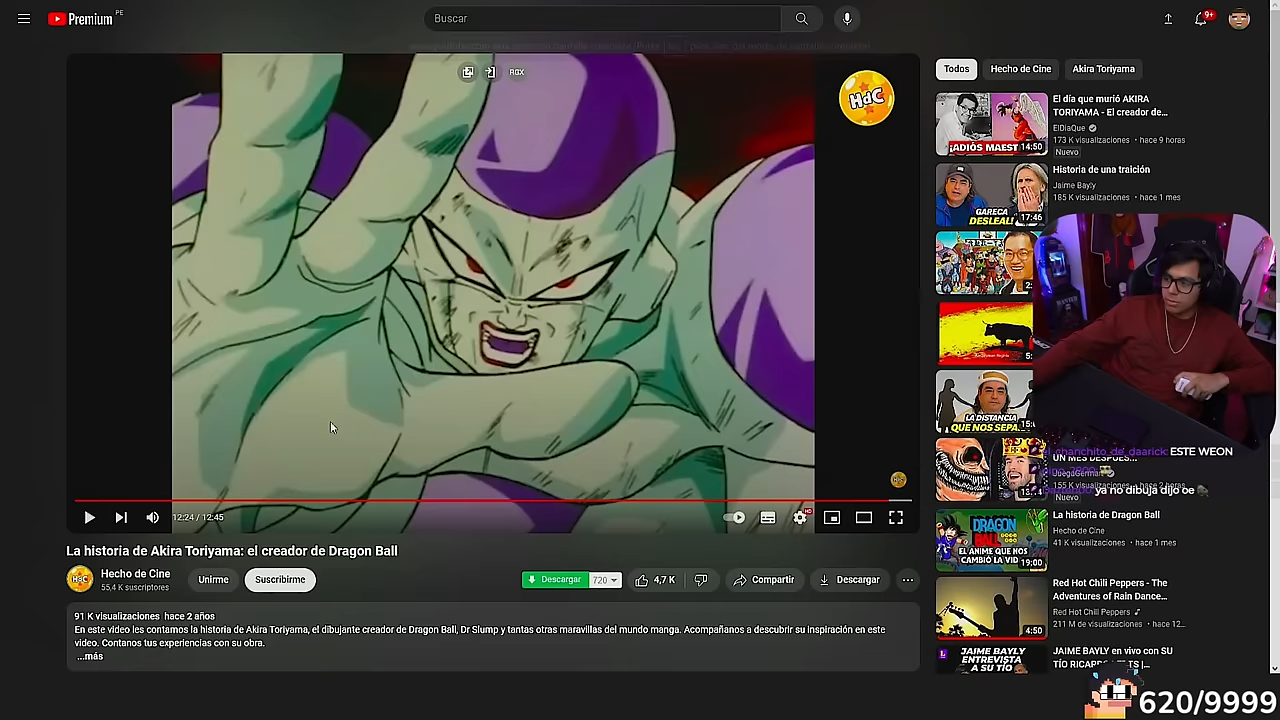 Premium PE
Buscar
9+
RGX
HdC
12:24 / 12:45
HD
La historia de Akira Toriyama: el creador de Dragon Ball
Hecho de Cine
55,4 K suscriptores
Unirme
Suscribirme
Descargar 720
4,7 K
Compartir
Descargar
91 K visualizaciones hace 2 años
En este video les contamos la historia de Akira Toriyama, el dibujante creador de Dragon Ball, Dr Slump y tantas otras maravillas del mundo manga. Acompañanos a descubrir su inspiración en este
video. Contanos tus experiencias con su obra.
...más
Todos
Hecho de Cine
Akira Toriyama
¡ADIÓS MAEST
14:50
El día que murió AKIRA
TORIYAMA - El creador de...
ElDiaQue
173 K visualizaciones • hace 9 horas
Nuevo
GARECA
DESLEAL!
17:46
Historia de una traición
Jaime Bayly
185 K visualizaciones • hace 1 mes
LA DISTANCIA
QUE NOS SEPA
13:14
UN MES DESPUÉS...
155 K visualizaciones
Nuevo
el_chanchito_de_daarick: ESTE WEON
ya no dibuja dijo oe
DRAGON
BALL
EL ANIME QUE NOS
CAMBIÓ LA VID
19:00
La historia de Dragon Ball
Hecho de Cine
41 K visualizaciones • hace 1 mes
4:50
Red Hot Chili Peppers - The
Adventures of Rain Dance...
Red Hot Chili Peppers
211 M de visualizaciones • hace 12...
JAIME BAYLY
ENTREVISTA
A SU TÍO
JAIME BAYLY en vivo con SU
620/9999